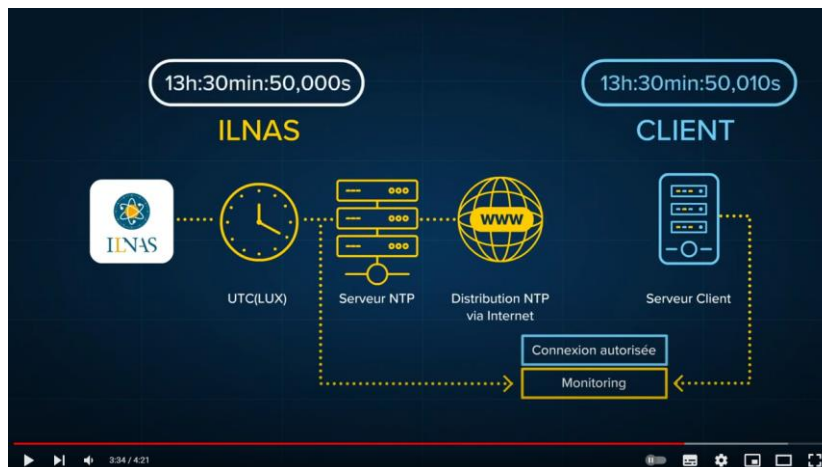 13h:30min:50,000s
13h:30min:50,010s
ILNAS
CLIENT
ILNAS
www
UTC(LUX)
Serveur NTP
Distribution NTP
via Internet
Serveur Client
Connexion autorisée
Monitoring
3:34 / 4:21